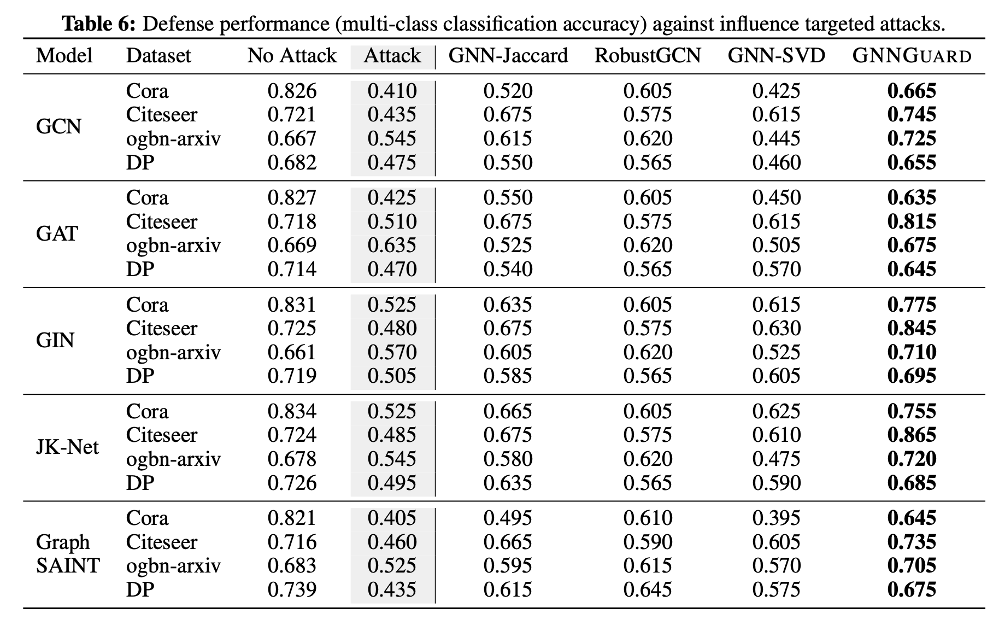 Table 6: Defense performance (multi-class classification accuracy) against influence targeted attacks.
Model Dataset No Attack Attack GNN-Jaccard RobustGCN GNN-SVD GNNGUARD
GCN
Cora 0.826 0.410 0.520 0.605 0.425 0.665
Citeseer 0.721 0.435 0.675 0.575 0.615 0.745
ogbn-arxiv 0.667 0.545 0.615 0.620 0.445 0.725
DP 0.682 0.475 0.550 0.565 0.460 0.655
GAT
Cora 0.827 0.425 0.550 0.605 0.450 0.635
Citeseer 0.718 0.510 0.675 0.575 0.615 0.815
ogbn-arxiv 0.669 0.635 0.525 0.620 0.505 0.675
DP 0.714 0.470 0.540 0.565 0.570 0.645
GIN
Cora 0.831 0.525 0.635 0.605 0.615 0.775
Citeseer 0.725 0.480 0.675 0.575 0.630 0.845
ogbn-arxiv 0.661 0.570 0.605 0.620 0.525 0.710
DP 0.719 0.505 0.585 0.565 0.605 0.695
JK-Net
Cora 0.834 0.525 0.665 0.605 0.625 0.755
Citeseer 0.724 0.485 0.675 0.575 0.610 0.865
ogbn-arxiv 0.678 0.545 0.580 0.620 0.475 0.720
DP 0.726 0.495 0.635 0.565 0.590 0.685
Graph
SAINT
Cora 0.821 0.405 0.495 0.610 0.395 0.645
Citeseer 0.716 0.460 0.665 0.590 0.605 0.735
ogbn-arxiv 0.683 0.525 0.595 0.615 0.570 0.705
DP 0.739 0.435 0.615 0.645 0.575 0.675